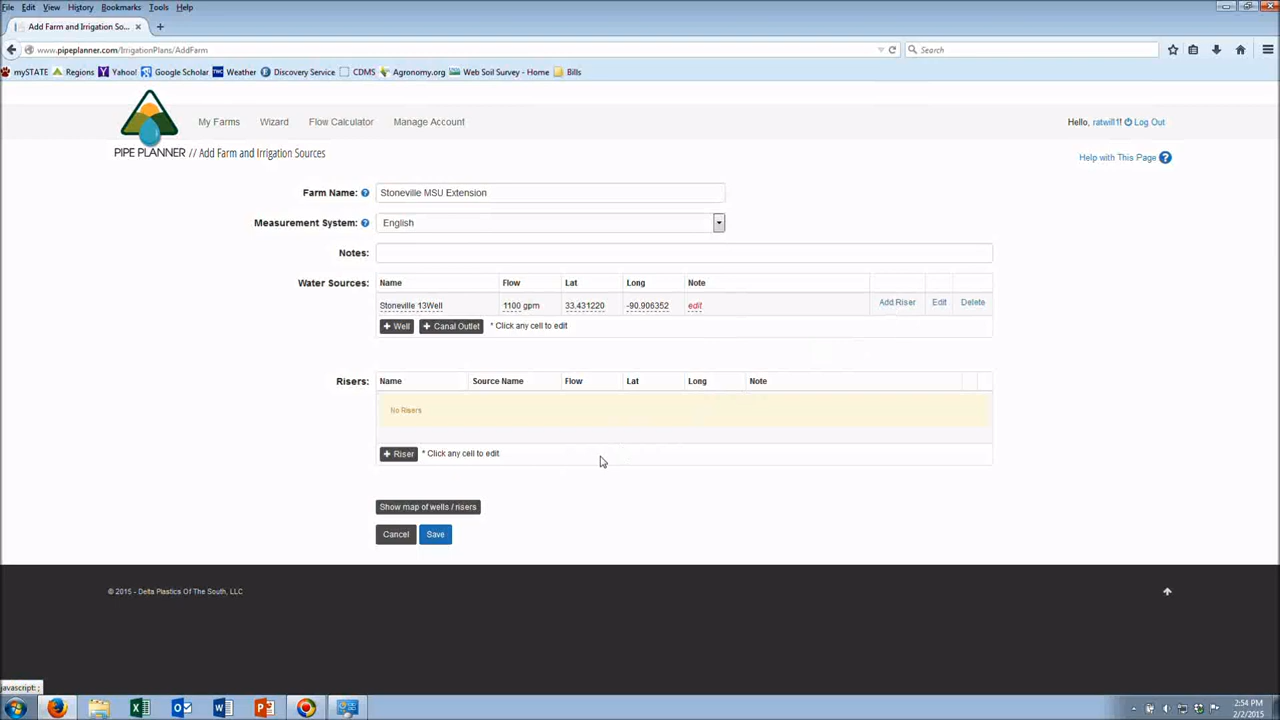 File Edit View History Bookmarks Tools Help
Add Farm and Irrigation So... × +
www.pipeplanner.com/IrrigationPlans/AddFarm Search
mySTATE Regions Yahoo! Google Scholar Weather Discovery Service CDMS Agronomy.org Web Soil Survey - Home Bills
My Farms Wizard Flow Calculator Manage Account Hello, ratwill1! Log Out
PIPE PLANNER // Add Farm and Irrigation Sources Help with This Page ?
Farm Name: ? Stoneville MSU Extension
Measurement System: ? English
Notes:
Water Sources: Name Flow Lat Long Note
Stoneville 13Well 1100 gpm 33.431220 -90.906352 edit Add Riser Edit Delete
+ Well + Canal Outlet * Click any cell to edit
Risers: Name Source Name Flow Lat Long Note
No Risers
+ Riser * Click any cell to edit
Show map of wells / risers
Cancel Save
© 2015 - Delta Plastics Of The South, LLC
javascript: ;
2:54 PM
2/2/2015